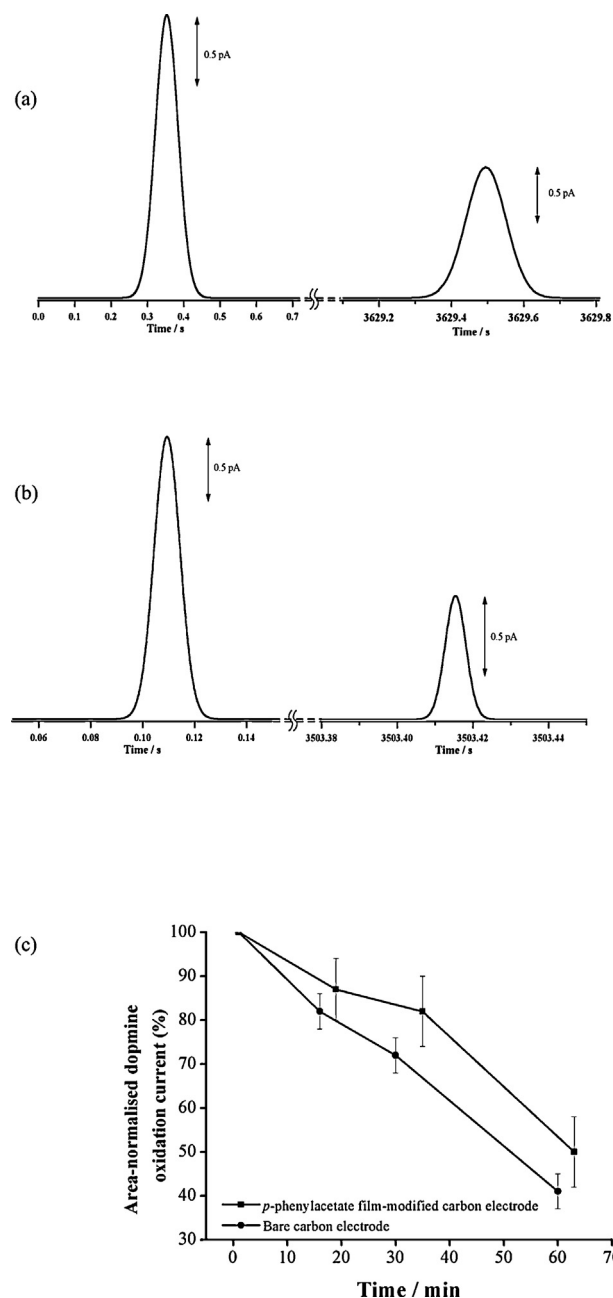 0.5 pA
(a)
0.5 pA
0.0 0.1 0.2 0.3 0.4 0.5 0.6 0.7 3629.2 3629.4 3629.6 3629.8
Time / s Time / s
(b)
0.5 pA
0.5 pA
0.06 0.08 0.10 0.12 0.14 3503.38 3503.40 3503.42 3503.44
Time / s Time / s
(c)
Area-normalised dopmine
oxidation current (%)
100
90
80
70
60
50
40
30
p-phenylacetate film-modified carbon electrode
Bare carbon electrode
0 10 20 30 40 50 60 70
Time / min